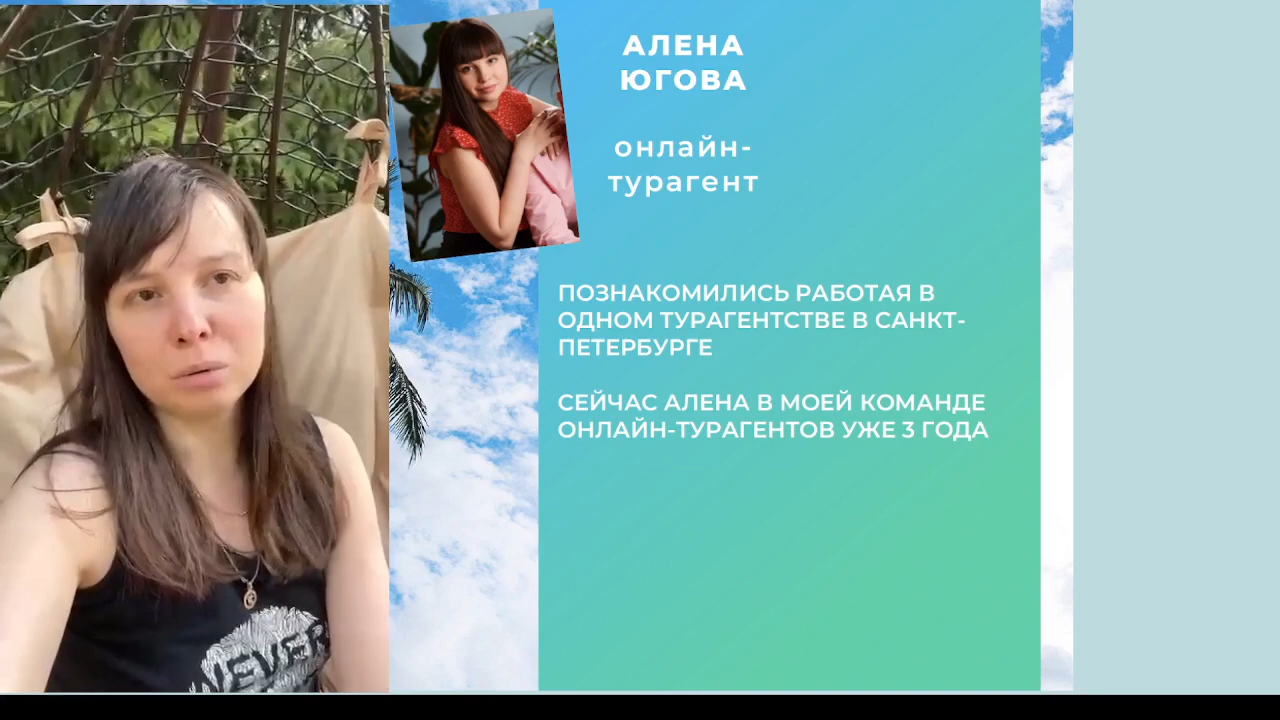 АЛЕНА
ЮГОВА
онлайн-
турагент
ПОЗНАКОМИЛИСЬ РАБОТАЯ В
ОДНОМ ТУРАГЕНТСТВЕ В САНКТ-
ПЕТЕРБУРГЕ
СЕЙЧАС АЛЕНА В МОЕЙ КОМАНДЕ
ОНЛАЙН-ТУРАГЕНТОВ УЖЕ 3 ГОДА
NEVER